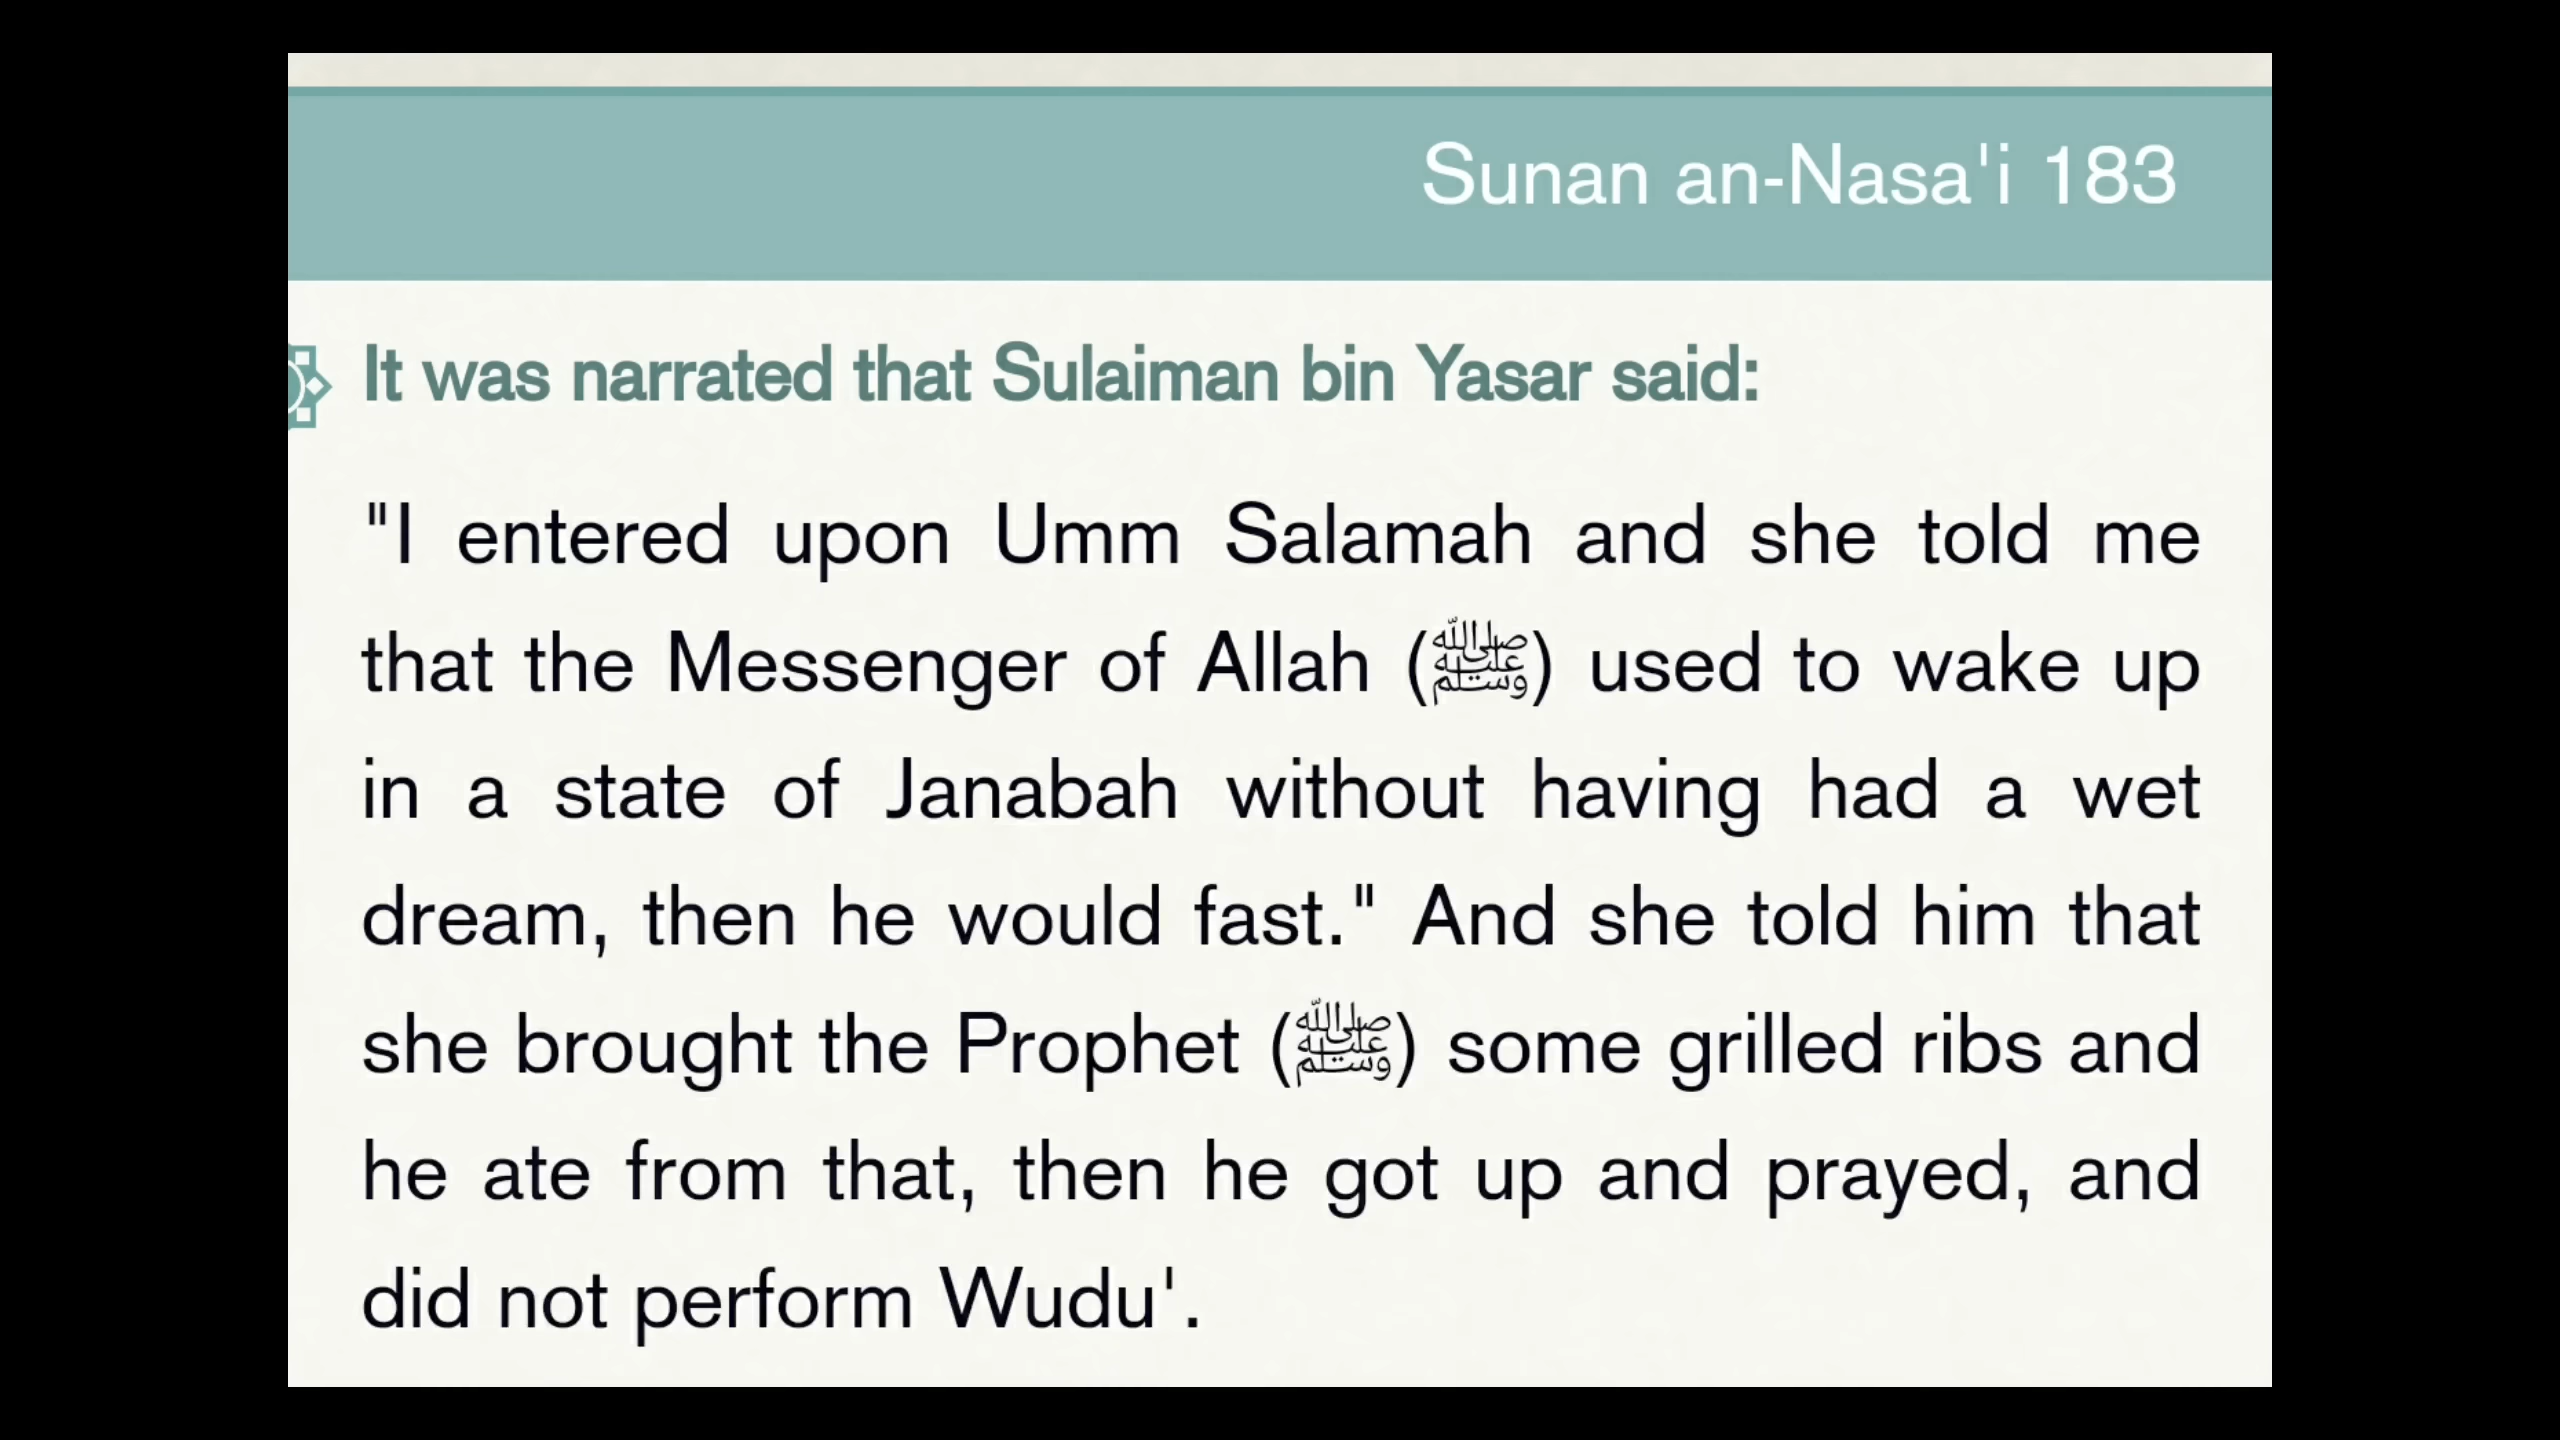 Sunan an-Nasa'i 183
It was narrated that Sulaiman bin Yasar said:
"I entered upon Umm Salamah and she told me
that the Messenger of Allah (ﷺ) used to wake up
in a state of Janabah without having had a wet
dream, then he would fast." And she told him that
she brought the Prophet (ﷺ) some grilled ribs and
he ate from that, then he got up and prayed, and
did not perform Wudu'.